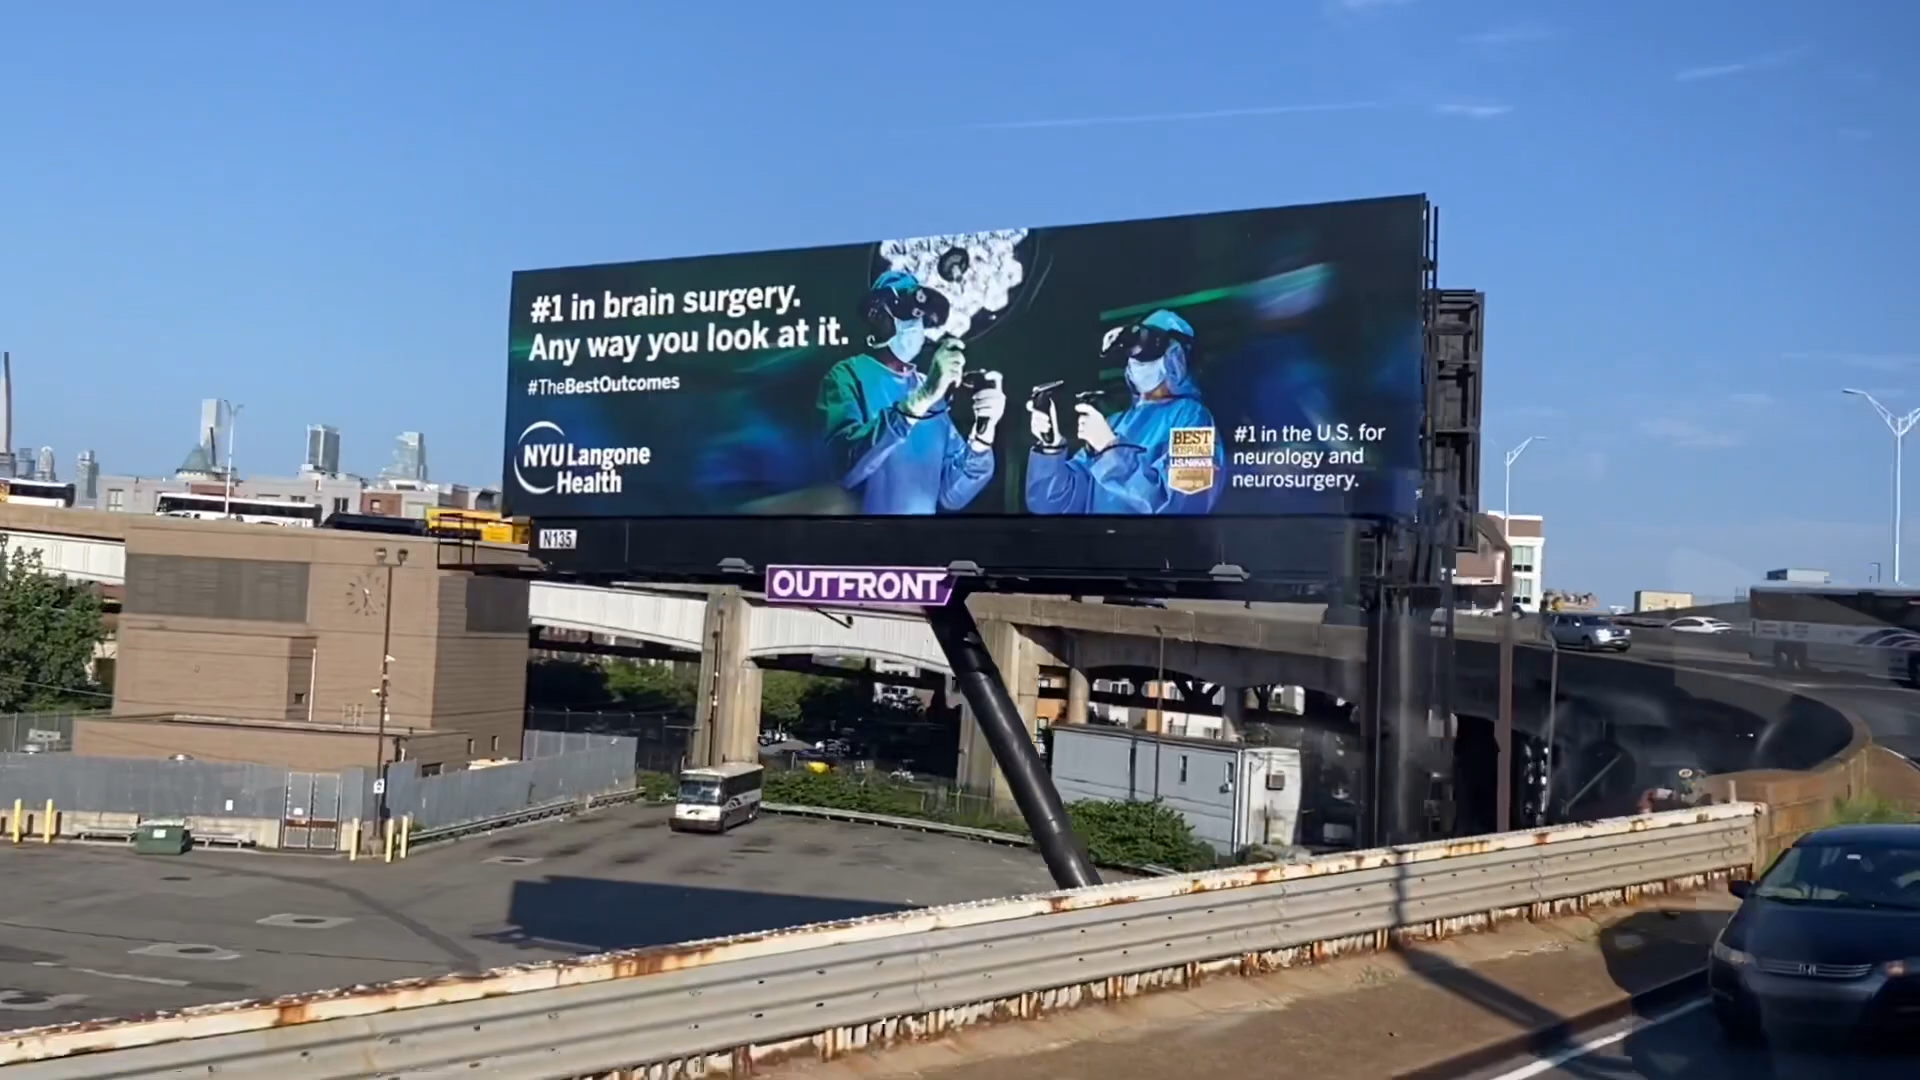 #1 in brain surgery.
Any way you look at it.
#TheBestOutcomes
NYU Langone
Health
BEST
HOSPITALS
U.S.NEWS
#1 in the U.S. for
neurology and
neurosurgery.
N135
OUTFRONT